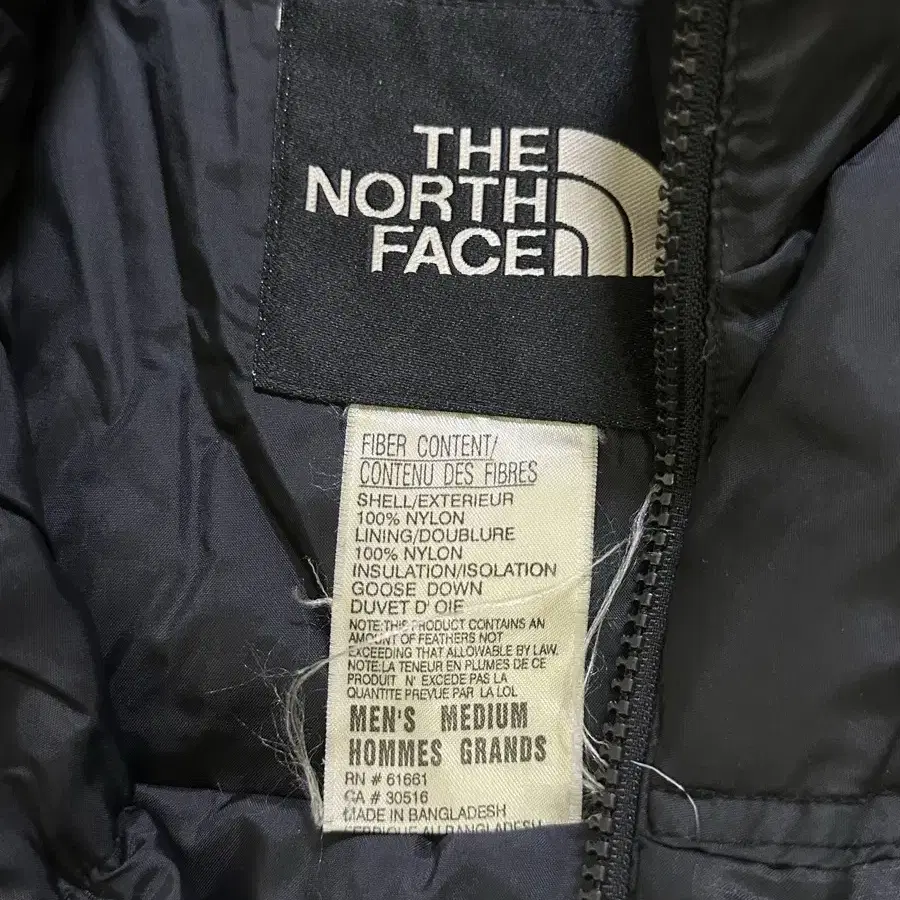 THE
NORTH
FACE
FIBER CONTENT/
CONTENU DES FIBRES
SHELL/EXTERIEUR
100% NYLON
LINING/DOUBLURE
100% NYLON
INSULATION/ISOLATION
GOOSE DOWN
DUVET D' OIE
NOTE:THIS PRODUCT CONTAINS AN
AMOUNT OF FEATHERS NOT
EXCEEDING THAT ALLOWABLE BY LAW.
NOTE:LA TENEUR EN PLUMES DE CE
PRODUIT N' EXCEDE PAS LA
QUANTITE PREVUE PAR LA LOL
MEN'S MEDIUM
HOMMES GRANDS
RN # 61661
CA # 30516
MADE IN BANGLADESH